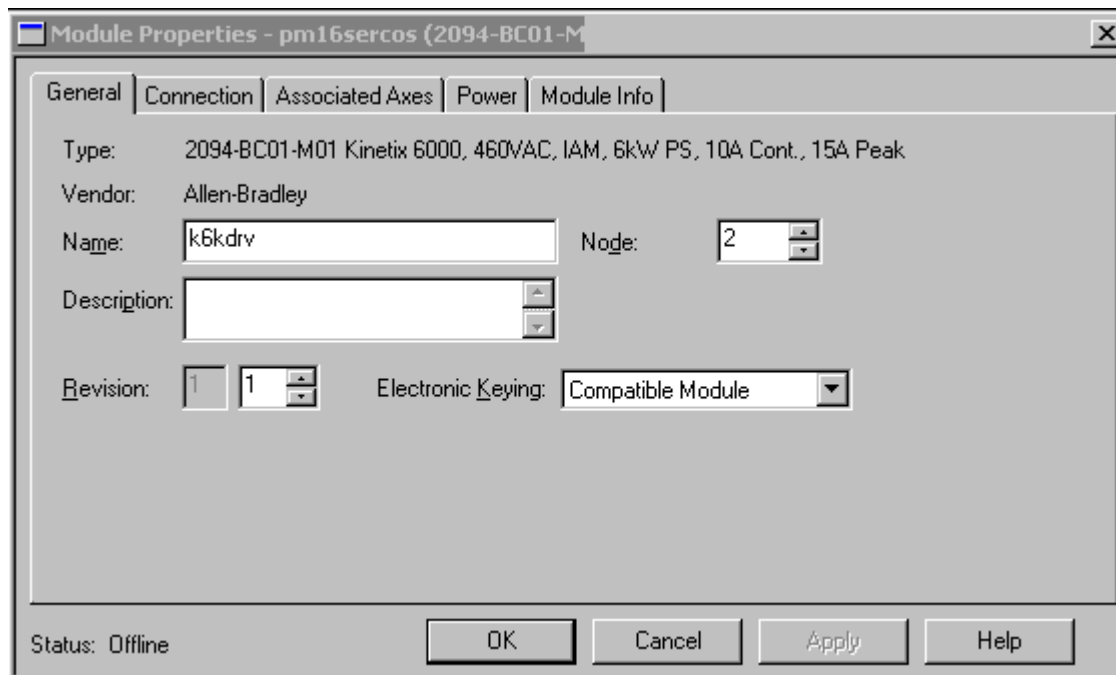 Module Properties - pm16sercos (2094-BC01-M
General Connection Associated Axes Power Module Info
Type: 2094-BC01-M01 Kinetix 6000, 460VAC, IAM, 6kW PS, 10A Cont., 15A Peak
Vendor: Allen-Bradley
Name: k6kdrv Node: 2
Description:
Revision: 1 1 Electronic Keying: Compatible Module
Status: Offline OK Cancel Apply Help